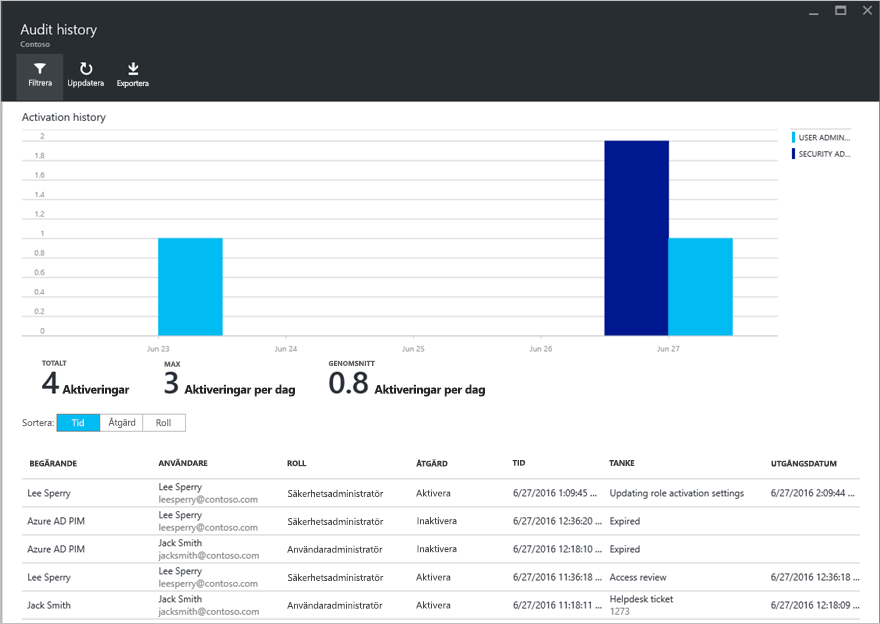 Audit history
Contoso
Filtrera Uppdatera Exportera
Activation history
2
1.8
1.6
1.4
1.2
1
0.8
0.6
0.4
0.2
0
Jun 23 Jun 24 Jun 25 Jun 26 Jun 27
USER ADMIN...
SECURITY AD...
TOTALT MAX GENOMSNITT
4 Aktiveringar 3 Aktiveringar per dag 0.8 Aktiveringar per dag
Sortera: Tid Åtgärd Roll
BEGÄRANDE ANVÄNDARE ROLL ÅTGÄRD TID TANKE UTGÅNGSDATUM
Lee Sperry Lee Sperry Säkerhetsadministratör Aktivera 6/27/2016 1:09:45 ... Updating role activation settings 6/27/2016 2:09:44 ...
leesperry@contoso.com
Azure AD PIM Lee Sperry Säkerhetsadministratör Inaktivera 6/27/2016 12:36:20 ... Expired
leesperry@contoso.com
Azure AD PIM Jack Smith Användaradministratör Inaktivera 6/27/2016 12:18:10 ... Expired
jacksmith@contoso.com
Lee Sperry Lee Sperry Säkerhetsadministratör Aktivera 6/27/2016 11:36:18 ... Access review 6/27/2016 12:36:18 ...
leesperry@contoso.com
Jack Smith Jack Smith Användaradministratör Aktivera 6/27/2016 11:18:11 ... Helpdesk ticket 6/27/2016 12:18:09 ...
jacksmith@contoso.com 1273